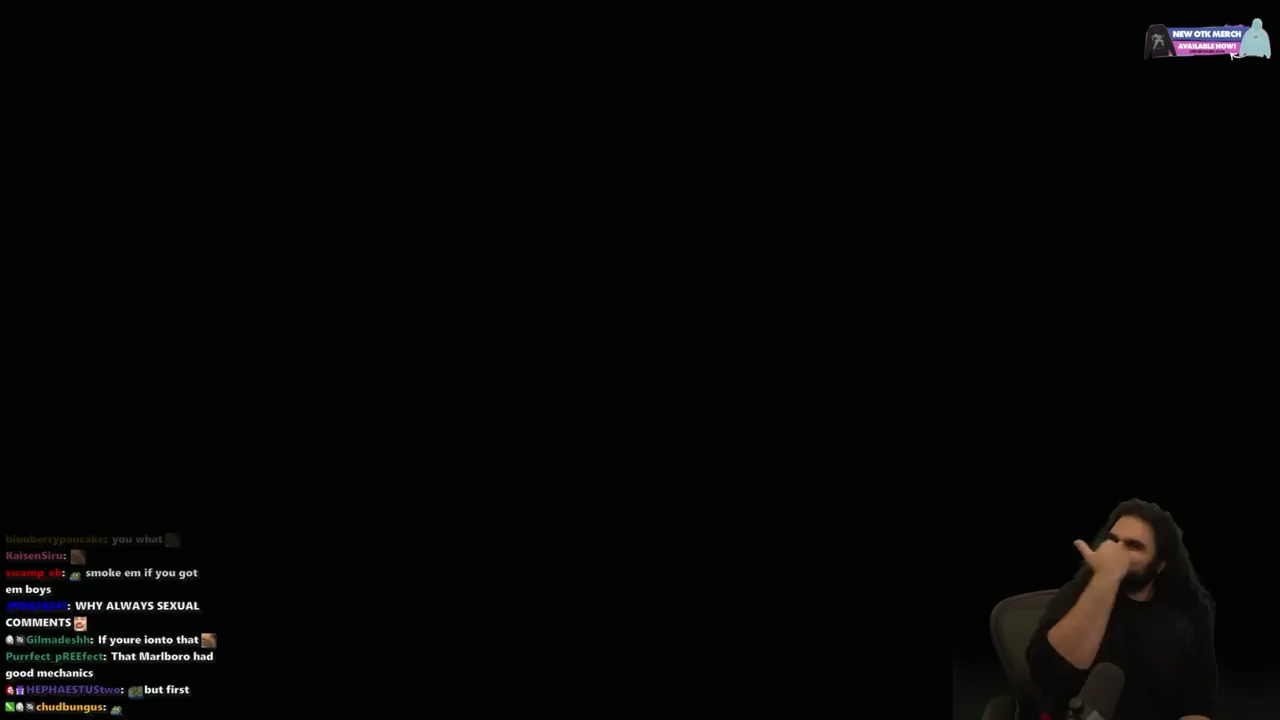 NEW OTK MERCH
AVAILABLE NOW!
bluuberrypancake: you what
KaisenSiru:
smoke em if you got
em boys
WHY ALWAYS SEXUAL
COMMENTS
Gilmadeshh: If youre ionto that
Purrfect_pREEfect: That Marlboro had
good mechanics
HEPHAESTUStwo: but first
chudbungus: